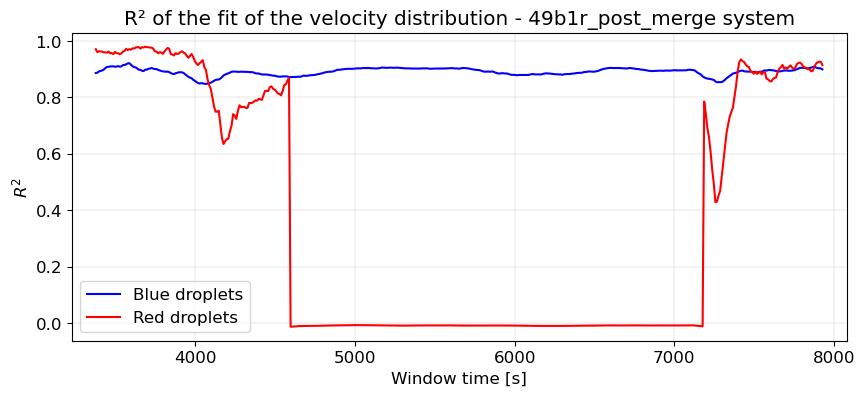 R² of the fit of the velocity distribution - 49b1r_post_merge system
1.0
0.8
0.6
0.4
0.2
0.0
R²
Blue droplets
Red droplets
4000 5000 6000 7000 8000
Window time [s]